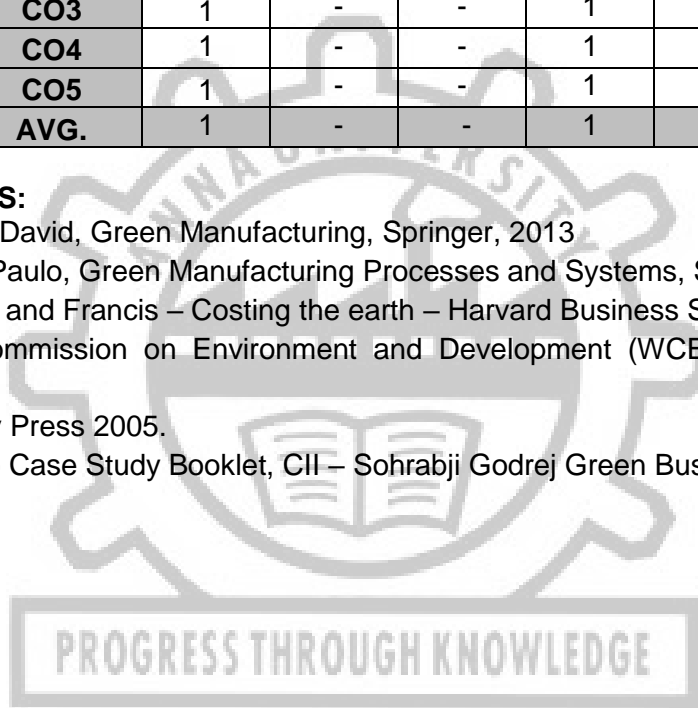 CO3 1 - - 1
CO4 1 - - 1
CO5 1 - - 1
AVG. 1 - - 1
ANNA UNIVERSITY
S:
David, Green Manufacturing, Springer, 2013
Paulo, Green Manufacturing Processes and Systems, S
and Francis – Costing the earth – Harvard Business S
ommission on Environment and Development (WCE
Press 2005.
Case Study Booklet, CII – Sohrabji Godrej Green Bus
PROGRESS THROUGH KNOWLEDGE